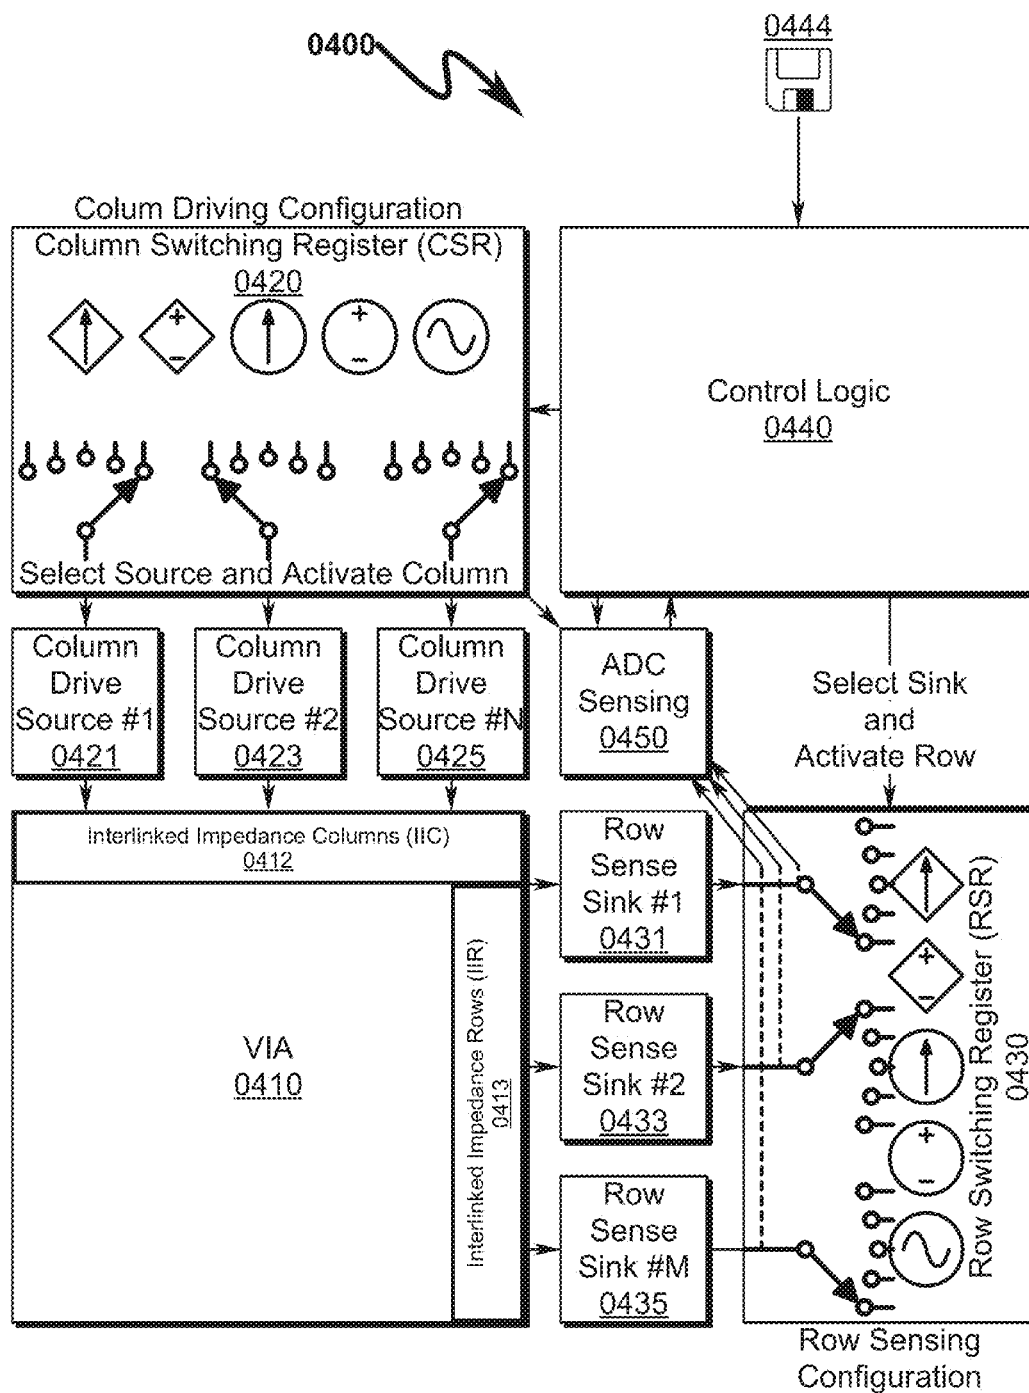 0400
0444
Colum Driving Configuration
Column Switching Register (CSR)
0420
+
−
+
−
Select Source and Activate Column
Control Logic
0440
Column
Drive
Source #1
0421
Column
Drive
Source #2
0423
Column
Drive
Source #N
0425
ADC
Sensing
0450
Select Sink
and
Activate Row
Interlinked Impedance Columns (IIC)
0412
VIA
0410
Interlinked Impedance Rows (IIR)
0413
Row
Sense
Sink #1
0431
Row
Sense
Sink #2
0433
Row
Sense
Sink #M
0435
+
−
+
−
Row Switching Register (RSR)
0430
Row Sensing
Configuration